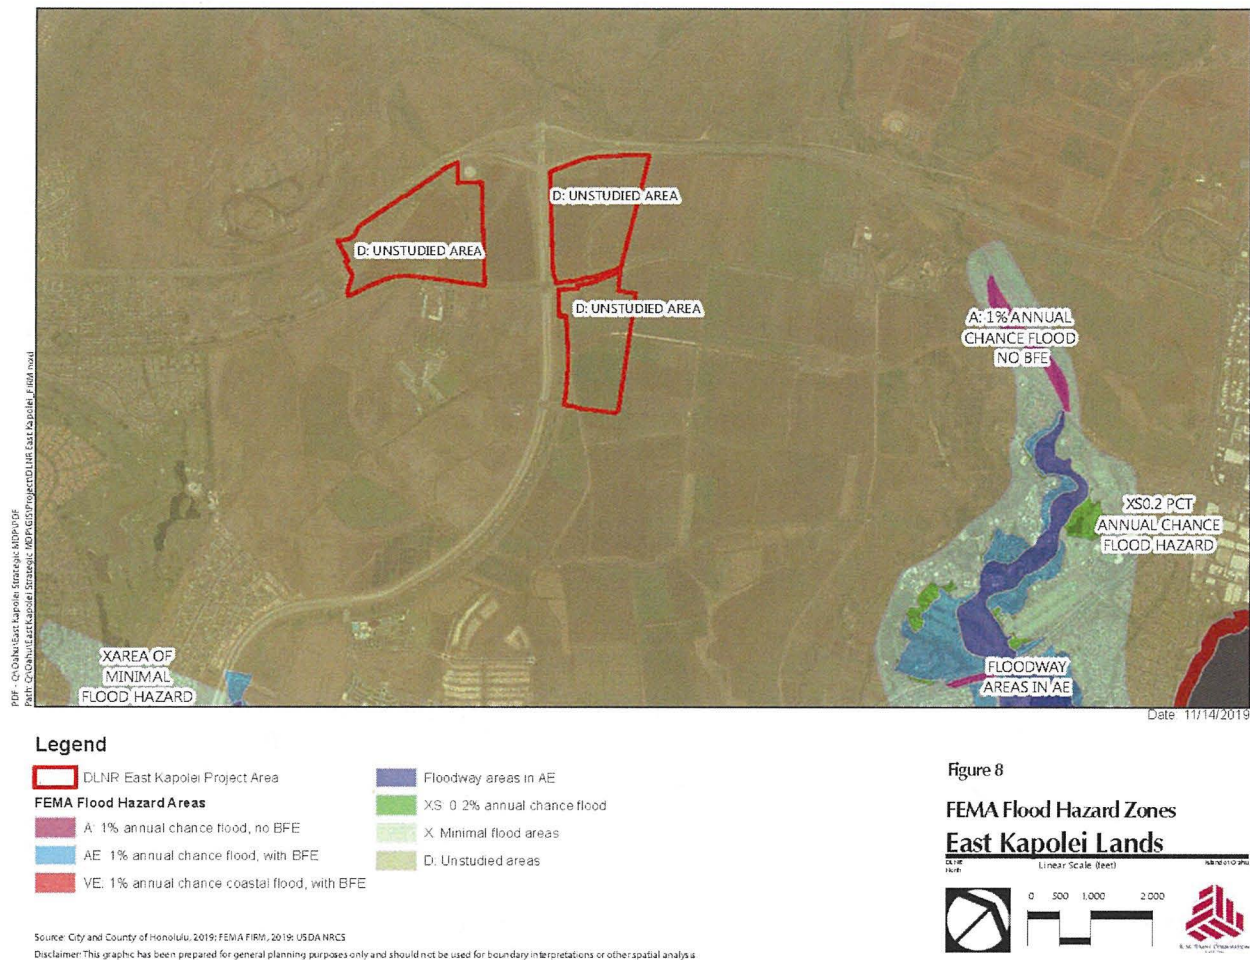 D: UNSTUDIED AREA
D: UNSTUDIED AREA
D: UNSTUDIED AREA
A: 1% ANNUAL
CHANCE FLOOD
NO BFE
XS0.2 PCT
ANNUAL CHANCE
FLOOD HAZARD
XAREA OF
MINIMAL
FLOOD HAZARD
FLOODWAY
AREAS IN AE
Date: 11/14/2019
Legend
DLNR East Kapolei Project Area
FEMA Flood Hazard Areas
A: 1% annual chance flood, no BFE
AE: 1% annual chance flood, with BFE
VE: 1% annual chance coastal flood, with BFE
Floodway areas in AE
XS: 0.2% annual chance flood
X: Minimal flood areas
D: Unstudied areas
Figure 8
FEMA Flood Hazard Zones
East Kapolei Lands
DLNR
Linear Scale (feet)
Island of Oahu
North
0 500 1,000 2,000
Source: City and County of Honolulu, 2019; FEMA FIRM, 2019; USDA NRCS
Disclaimer: This graphic has been prepared for general planning purposes only and should not be used for boundary interpretations or other spatial analysis.